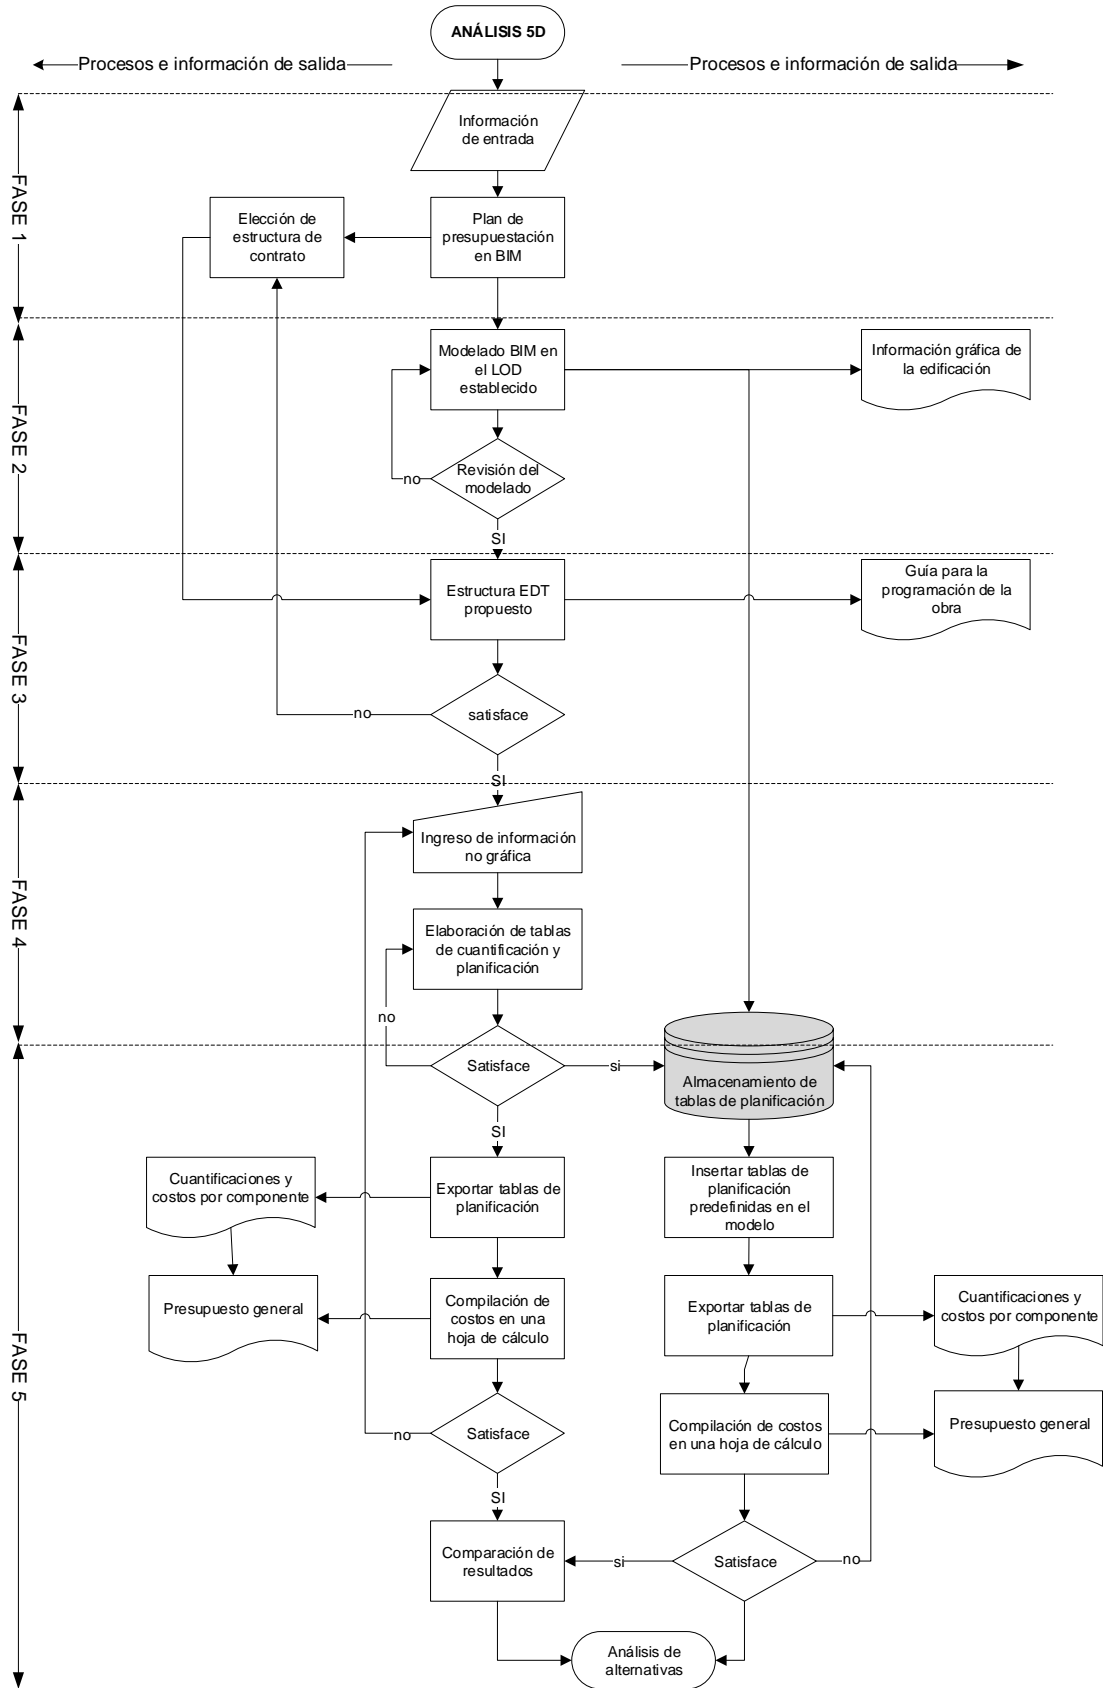 ANÁLISIS 5D
Procesos e información de salida
Procesos e información de salida
FASE 1
Información
de entrada
Elección de
estructura de
contrato
Plan de
presupuestación
en BIM
FASE 2
Modelado BIM en
el LOD
establecido
Información gráfica de
la edificación
Revisión del
modelado
no
SI
FASE 3
Estructura EDT
propuesto
Guía para la
programación de la
obra
satisface
no
SI
FASE 4
Ingreso de información
no gráfica
Elaboración de tablas
de cuantificación y
planificación
no
FASE 5
Satisface
si
Almacenamiento de
tablas de planificación
SI
Cuantificaciones y
costos por componente
Exportar tablas de
planificación
Insertar tablas de
planificación
predefinidas en el
modelo
Presupuesto general
Compilación de
costos en una
hoja de cálculo
Exportar tablas de
planificación
Cuantificaciones y
costos por componente
Satisface
no
Compilación de costos
en una hoja de cálculo
Presupuesto general
SI
Comparación de
resultados
si
Satisface
no
Análisis de
alternativas